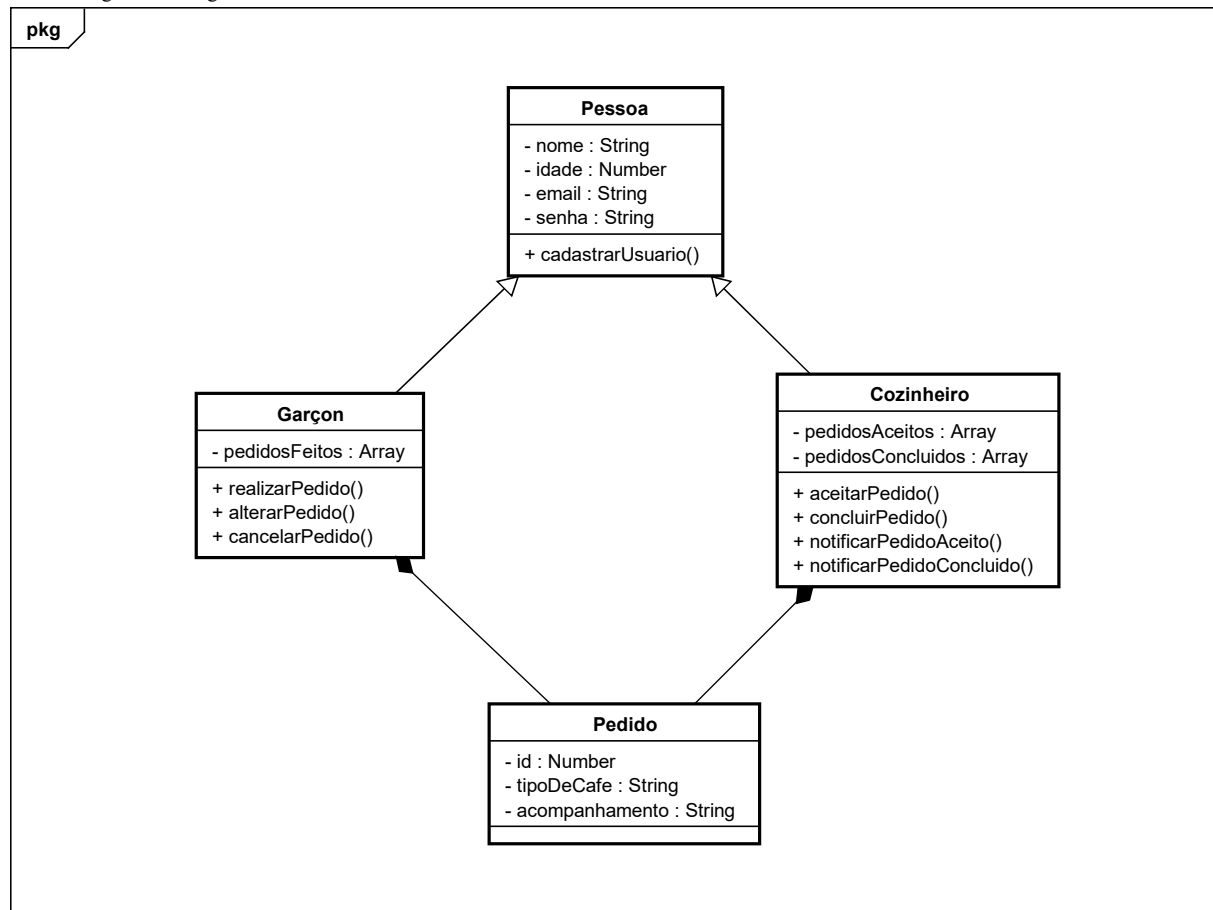 pkg
Pessoa
- nome : String
- idade : Number
- email : String
- senha : String
+ cadastrarUsuario()
Garçon
- pedidosFeitos : Array
+ realizarPedido()
+ alterarPedido()
+ cancelarPedido()
Cozinheiro
- pedidosAceitos : Array
- pedidosConcluidos : Array
+ aceitarPedido()
+ concluirPedido()
+ notificarPedidoAceito()
+ notificarPedidoConcluido()
Pedido
- id : Number
- tipoDeCafe : String
- acompanhamento : String